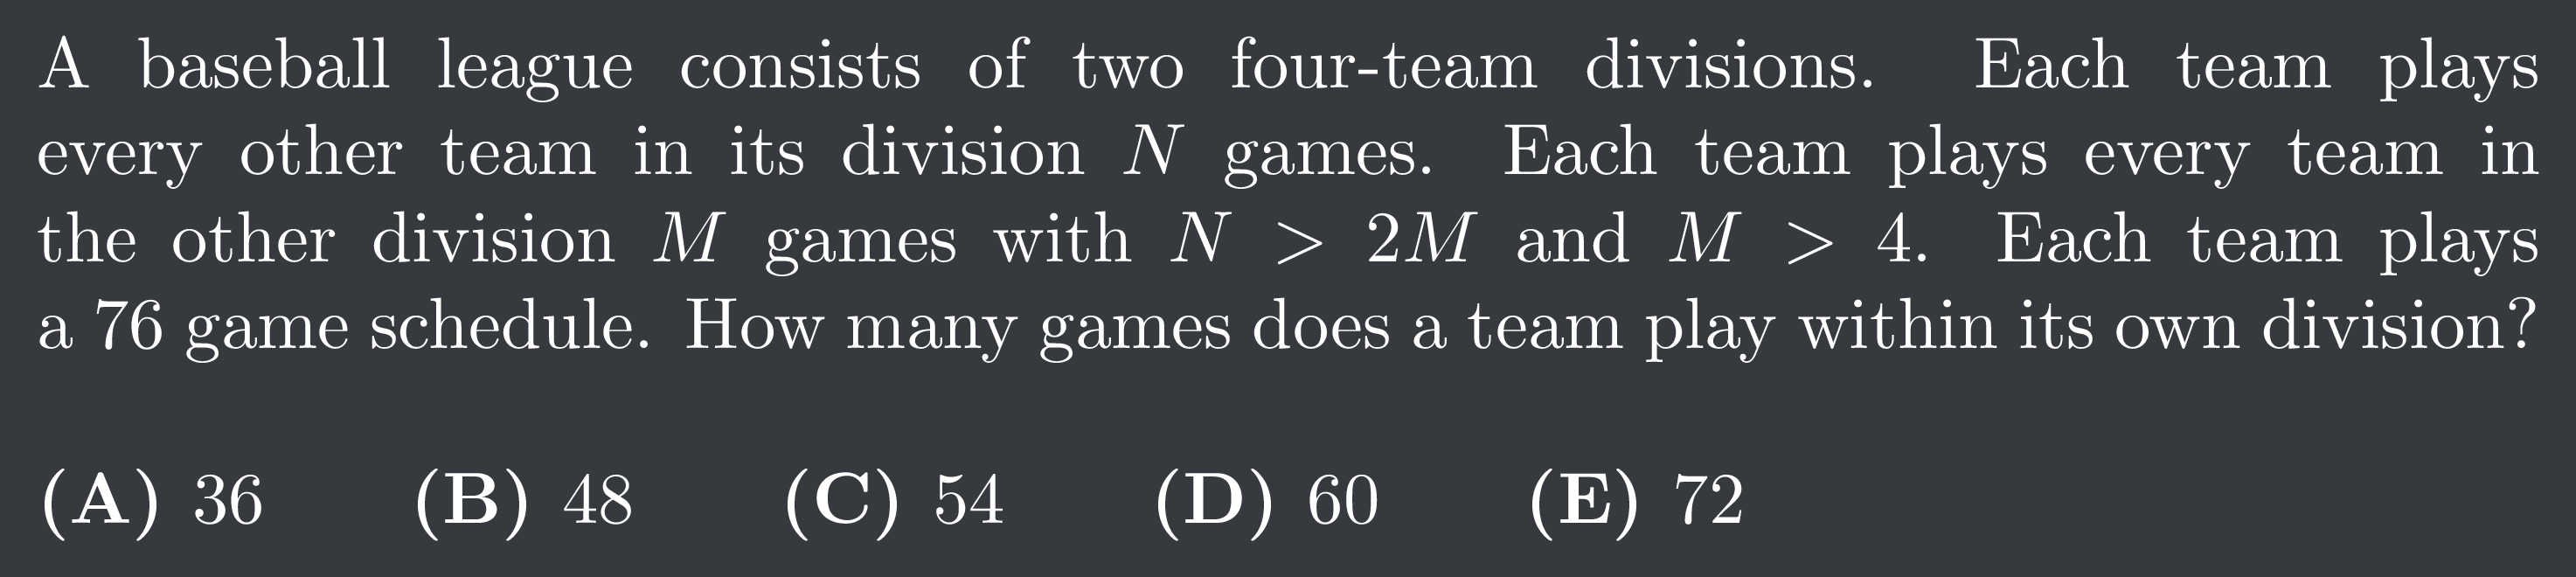 A baseball league consists of two four-team divisions. Each team plays
every other team in its division N games. Each team plays every team in
the other division M games with N > 2M and M > 4. Each team plays
a 76 game schedule. How many games does a team play within its own division?
(A) 36 (B) 48 (C) 54 (D) 60 (E) 72